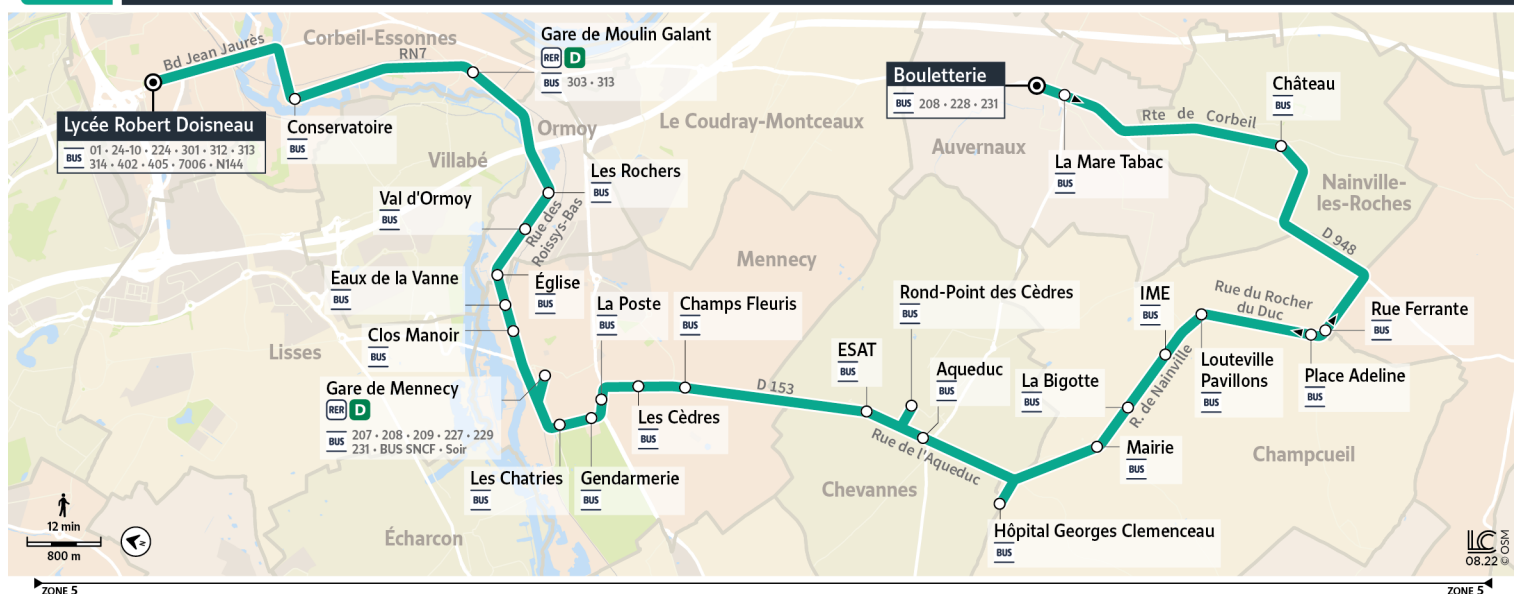 Bd Jean Jaurès
Corbeil-Essonnes
RN7
Gare de Moulin Galant
RER D
BUS 303 • 313
Lycée Robert Doisneau
BUS 01 • 24-10 • 224 • 301 • 312 • 313
314 • 402 • 405 • 7006 • N144
Conservatoire
BUS
Ormoy
Villabé
Le Coudray-Montceaux
Les Rochers
BUS
Val d'Ormoy
BUS
Rue des
Roissys-Bas
Eaux de la Vanne
BUS
Église
BUS
Clos Manoir
BUS
Lisses
Gare de Mennecy
RER D
BUS 207 • 208 • 209 • 227 • 229
231 • BUS SNCF • Soir
La Poste
BUS
Champs Fleuris
BUS
Mennecy
Les Cèdres
BUS
Les Chatries
BUS
Gendarmerie
BUS
Écharcon
D 153
ESAT
BUS
Rond-Point des Cèdres
BUS
Aqueduc
BUS
Rue de l'Aqueduc
Chevannes
Hôpital Georges Clemenceau
BUS
Mairie
BUS
La Bigotte
BUS
R. de Nainville
IME
BUS
Louteville
Pavillons
BUS
Rue du Rocher
du Duc
Place Adeline
BUS
Rue Ferrante
BUS
Champcueil
D 948
Nainville-
les-Roches
Château
BUS
Rte de Corbeil
Auvernaux
La Mare Tabac
BUS
Bouletterie
BUS 208 • 228 • 231
12 min
800 m
N
LC
08.22
© OSM
ZONE 5
ZONE 5